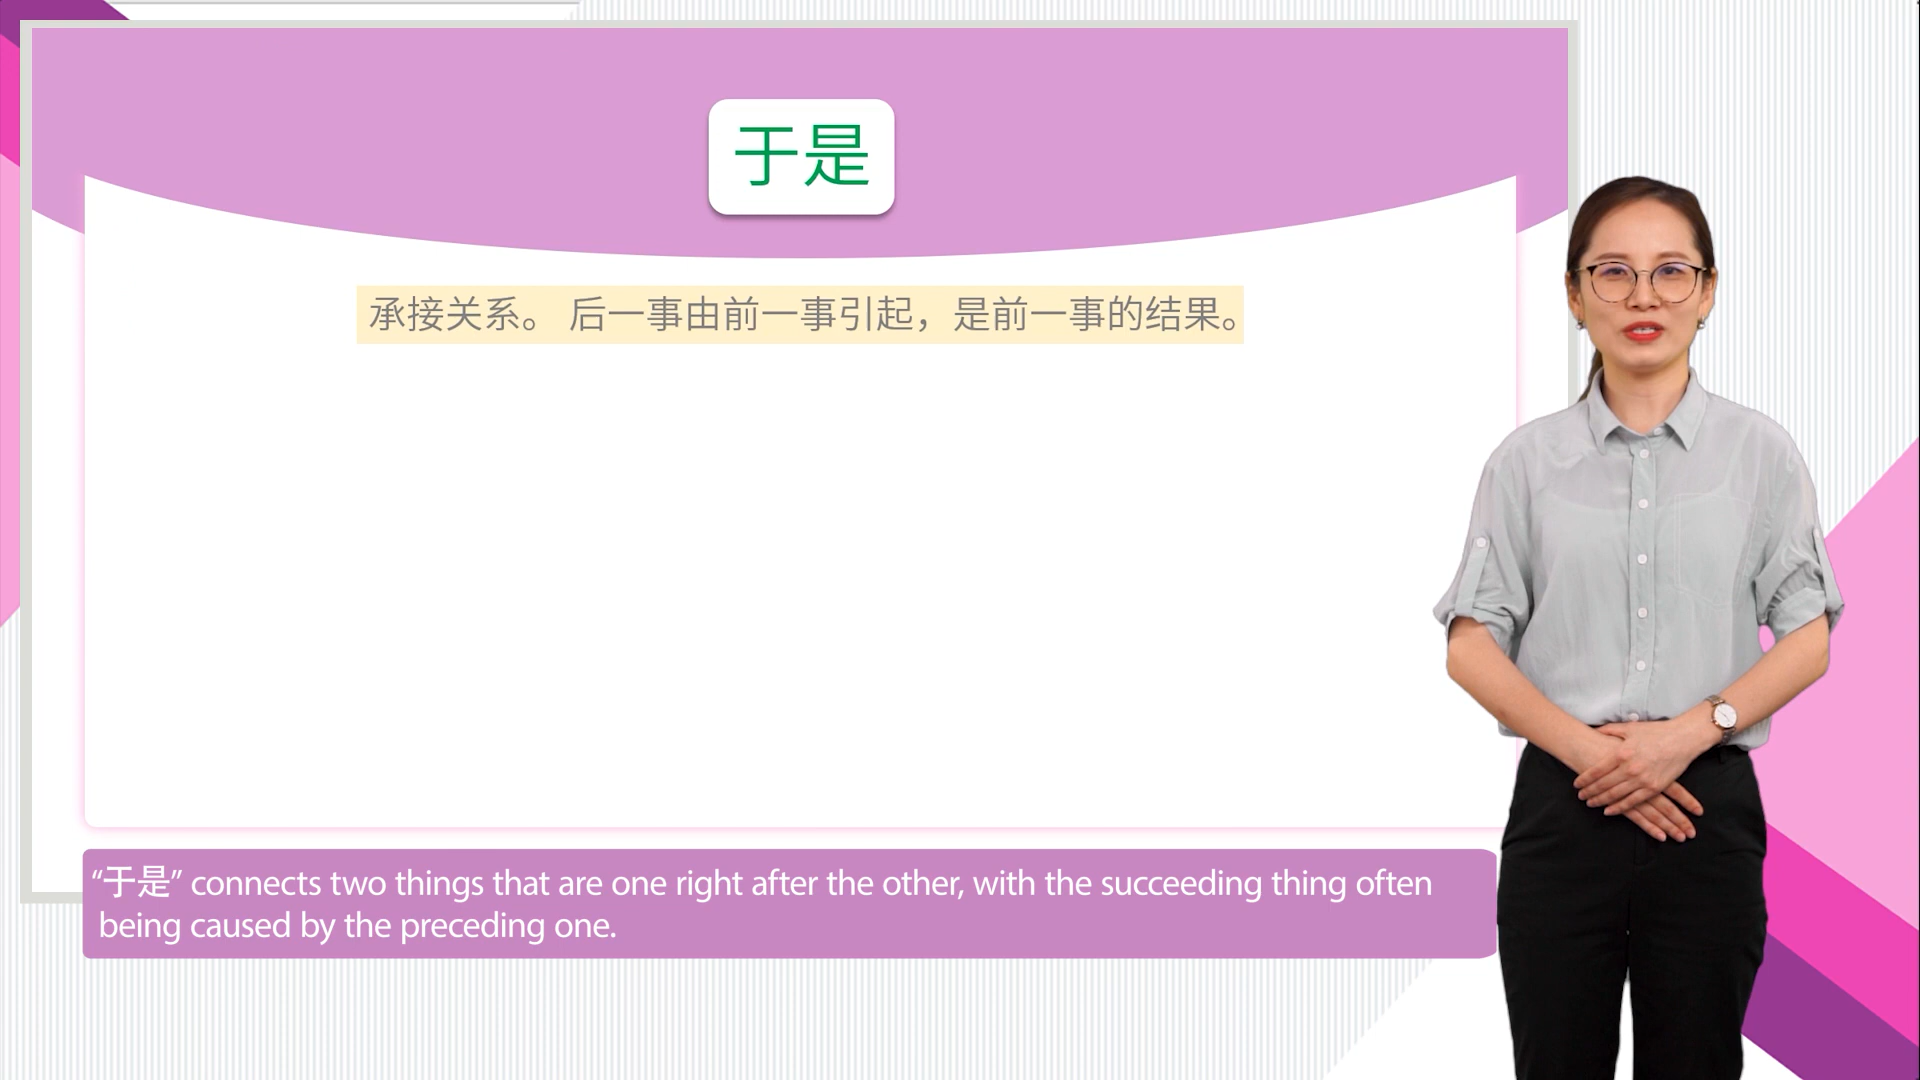 于是
承接关系。 后一事由前一事引起，是前一事的结果。
“于是” connects two things that are one right after the other, with the succeeding thing often
being caused by the preceding one.